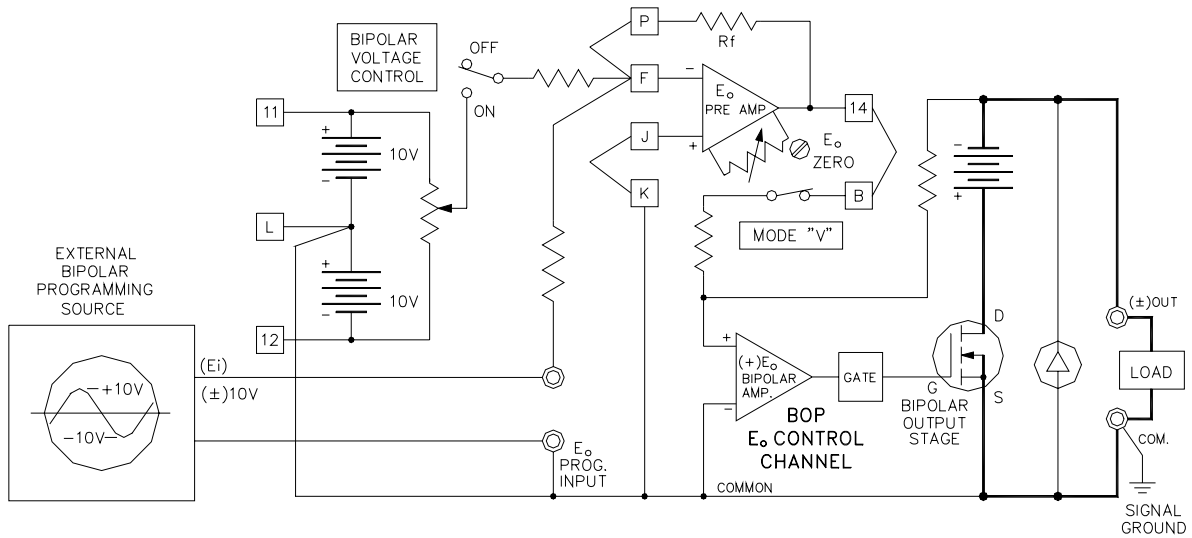 P
Rf
BIPOLAR
VOLTAGE
CONTROL
OFF
ON
F
−
Eo
PRE AMP
+
14
11
+
10V
−
J
Eo
ZERO
K
B
MODE "V"
−
+
L
+
10V
−
12
EXTERNAL
BIPOLAR
PROGRAMMING
SOURCE
+10V
−10V
(Ei)
(±)10V
Eo
PROG.
INPUT
+
(+)Eo
BIPOLAR
AMP.
−
GATE
BOP
Eo CONTROL
CHANNEL
D
G
S
BIPOLAR
OUTPUT
STAGE
(±)OUT
LOAD
COM.
COMMON
SIGNAL
GROUND